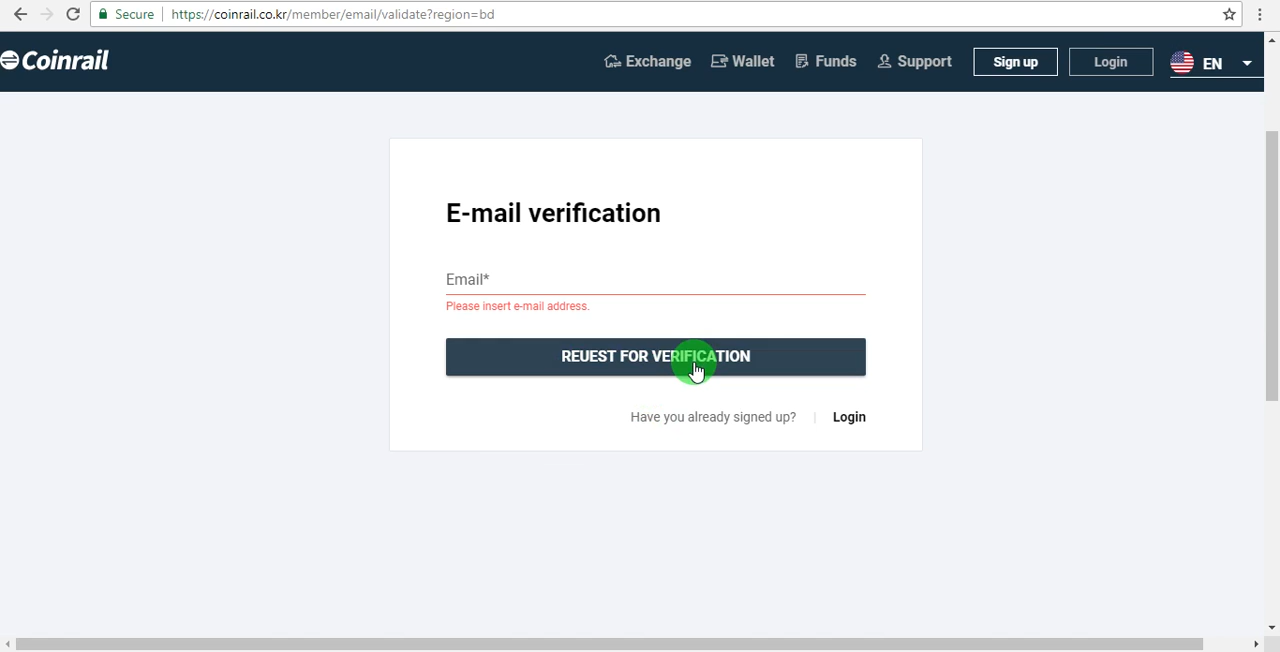 Secure https://coinrail.co.kr/member/email/validate?region=bd
Coinrail Exchange Wallet Funds Support Sign up Login EN
E-mail verification
Email*
Please insert e-mail address.
REUEST FOR VERIFICATION
Have you already signed up? Login